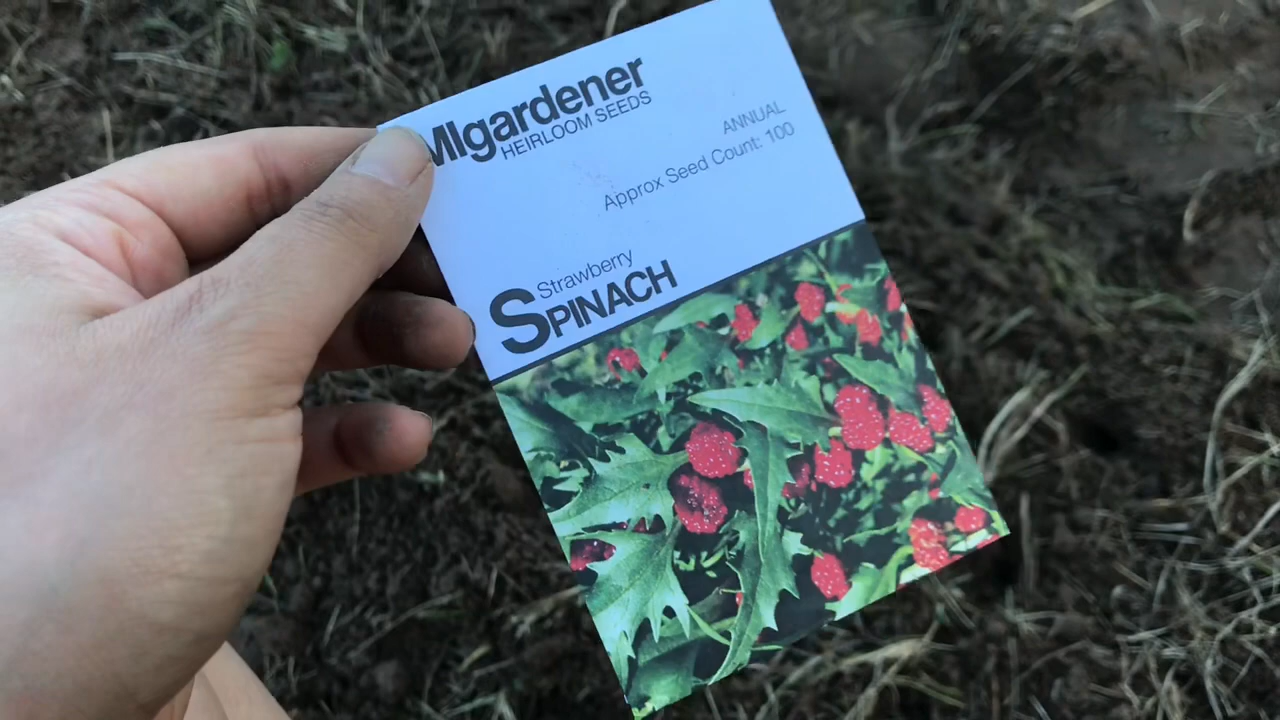 MIgardener
HEIRLOOM SEEDS
ANNUAL
Approx Seed Count: 100
Strawberry
SPINACH